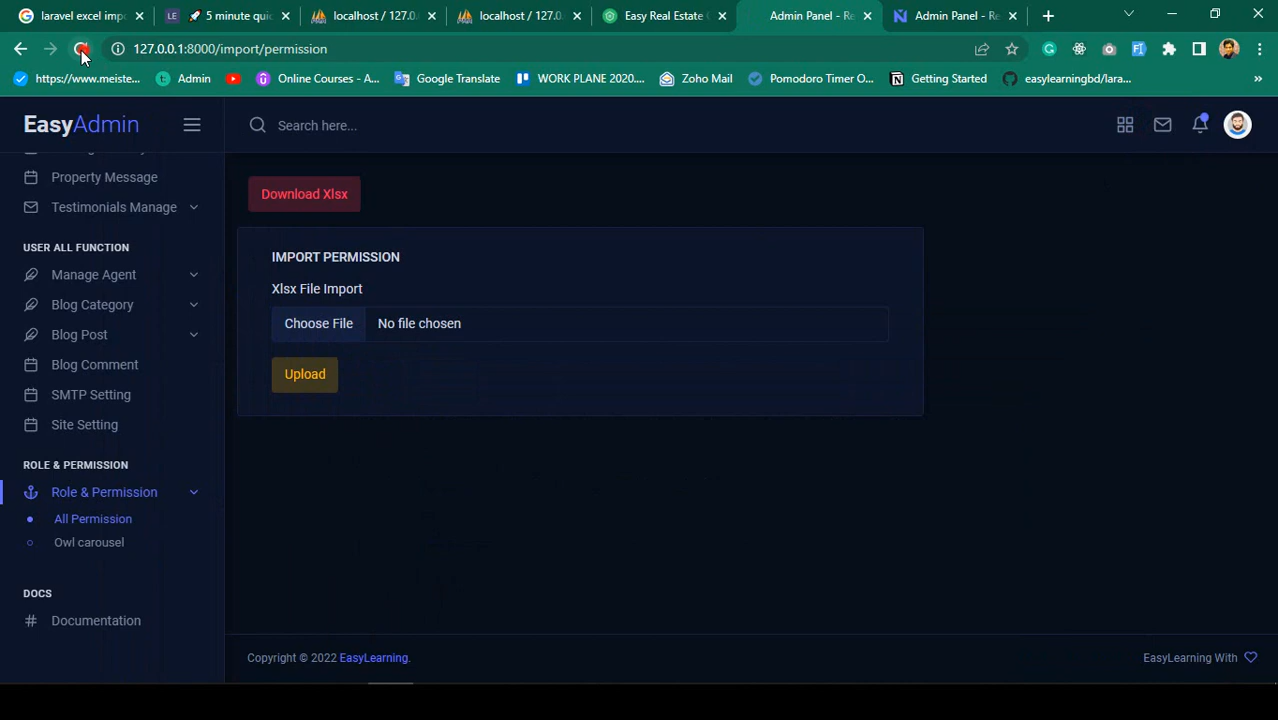 laravel excel impo
LE 5 minute quic
localhost / 127.0.
localhost / 127.0.
Easy Real Estate
Admin Panel - Re
Admin Panel - Re
127.0.0.1:8000/import/permission
https://www.meiste...
Admin
Online Courses - A...
Google Translate
WORK PLANE 2020....
Zoho Mail
Pomodoro Timer O...
Getting Started
easylearningbd/lara...
»
EasyAdmin
Search here...
Property Message
Testimonials Manage
USER ALL FUNCTION
Manage Agent
Blog Category
Blog Post
Blog Comment
SMTP Setting
Site Setting
ROLE & PERMISSION
Role & Permission
All Permission
Owl carousel
DOCS
# Documentation
Download Xlsx
IMPORT PERMISSION
Xlsx File Import
Choose File No file chosen
Upload
Copyright © 2022 EasyLearning.
EasyLearning With